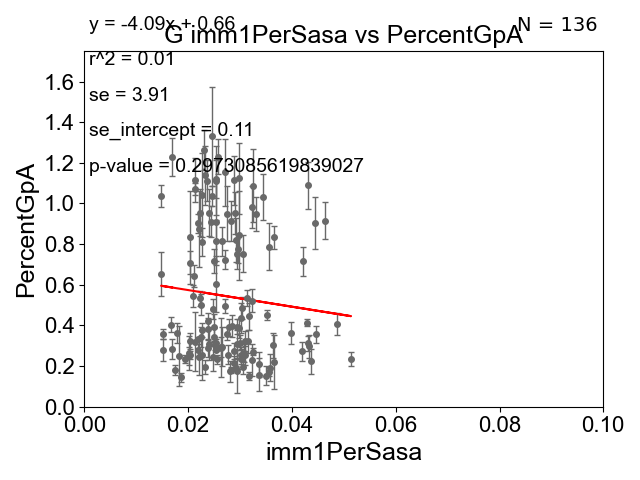 y = -4.09x + 0.66
N = 136
G imm1PerSasa vs PercentGpA
r^2 = 0.01
se = 3.91
se_intercept = 0.11
p-value = 0.2973085619839027
1.6
1.4
1.2
1.0
0.8
0.6
0.4
0.2
0.0
PercentGpA
0.00 0.02 0.04 0.06 0.08 0.10
imm1PerSasa